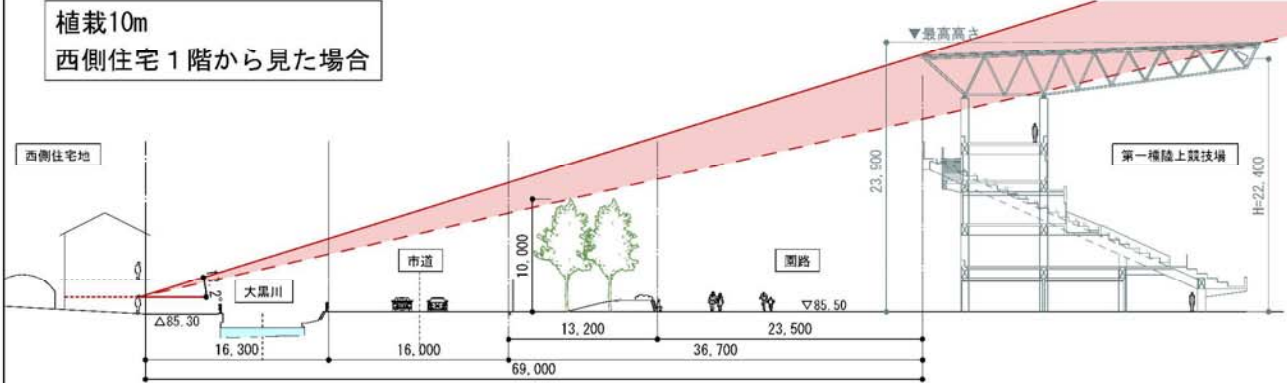 植栽10m
西側住宅１階から見た場合
▼最高高さ
西側住宅地
第一種陸上競技場
23,900
H=22,400
市道
10,000
園路
大黒川
△85.30
▽85.50
13,200
23,500
16,300
16,000
36,700
69,000